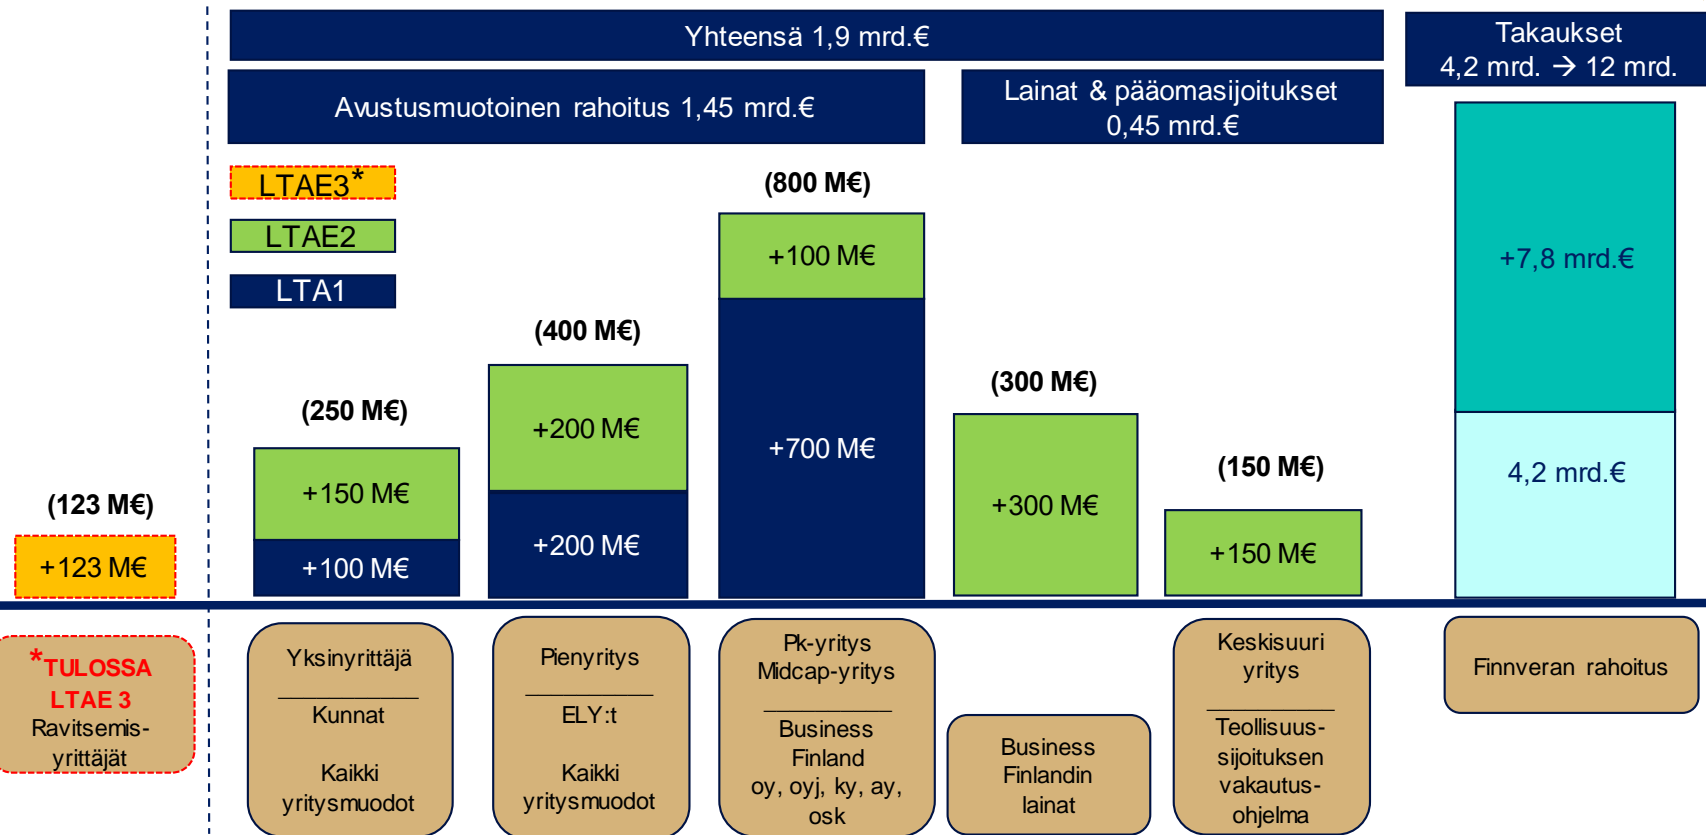 Yhteensä 1,9 mrd.€
Takaukset
4,2 mrd. → 12 mrd.
Avustusmuotoinen rahoitus 1,45 mrd.€
Lainat & pääomasijoitukset
0,45 mrd.€
LTAE3*
LTAE2
LTA1
(123 M€)
+123 M€
(250 M€)
+150 M€
+100 M€
(400 M€)
+200 M€
+200 M€
(800 M€)
+100 M€
+700 M€
(300 M€)
+300 M€
(150 M€)
+150 M€
+7,8 mrd.€
4,2 mrd.€
*TULOSSA
LTAE 3
Ravitsemis-
yrittäjät
Yksinyrittäjä
Kunnat
Kaikki
yritysmuodot
Pienyritys
ELY:t
Kaikki
yritysmuodot
Pk-yritys
Midcap-yritys
Business
Finland
oy, oyj, ky, ay,
osk
Business
Finlandin
lainat
Keskisuuri
yritys
Teollisuus-
sijoituksen
vakautus-
ohjelma
Finnveran rahoitus